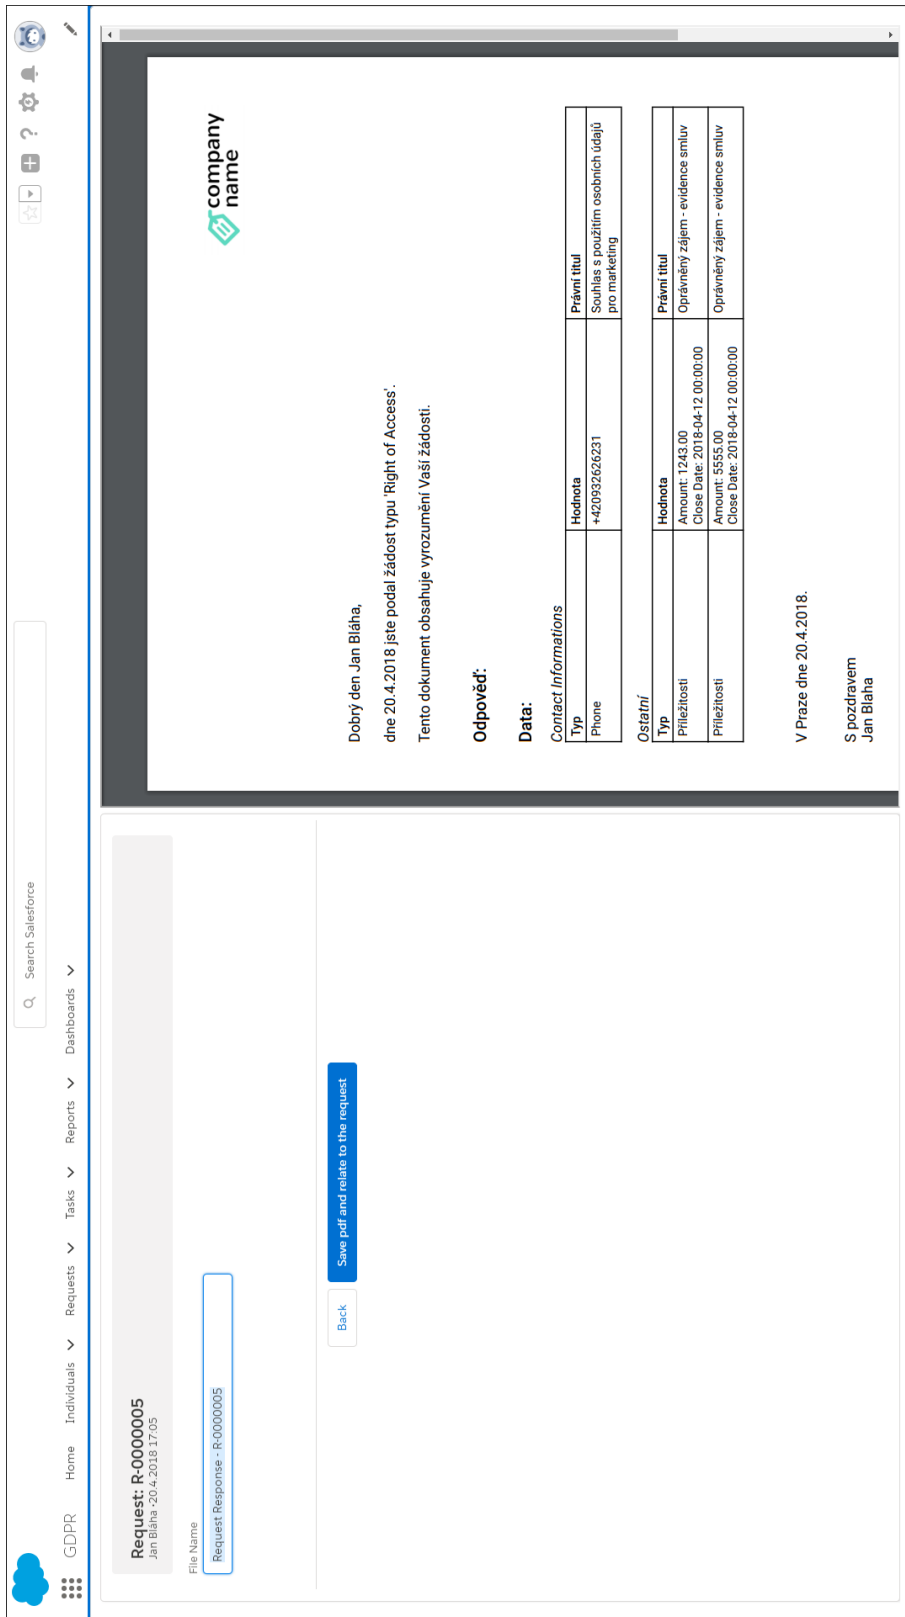 Search Salesforce
GDPR
Home
Individuals
Requests
Tasks
Reports
Dashboards
Request: R-0000005
Jan Bláha • 20.4.2018 17:05
File Name
Request Response - R-0000005
Back
Save pdf and relate to the request
company
name
Dobrý den Jan Bláha,
dne 20.4.2018 jste podal žádost typu 'Right of Access'.
Tento dokument obsahuje vyrozumění Vaší žádosti.
Odpověď:
Data:
Contact Informations
Typ Hodnota Právní titul
Phone +420932626231 Souhlas s použitím osobních údajů
pro marketing
Ostatní
Typ Hodnota Právní titul
Příležitosti Amount: 1243.00 Oprávněný zájem - evidence smluv
Close Date: 2018-04-12 00:00:00
Příležitosti Amount: 5555.00 Oprávněný zájem - evidence smluv
Close Date: 2018-04-12 00:00:00
V Praze dne 20.4.2018.
S pozdravem
Jan Blaha